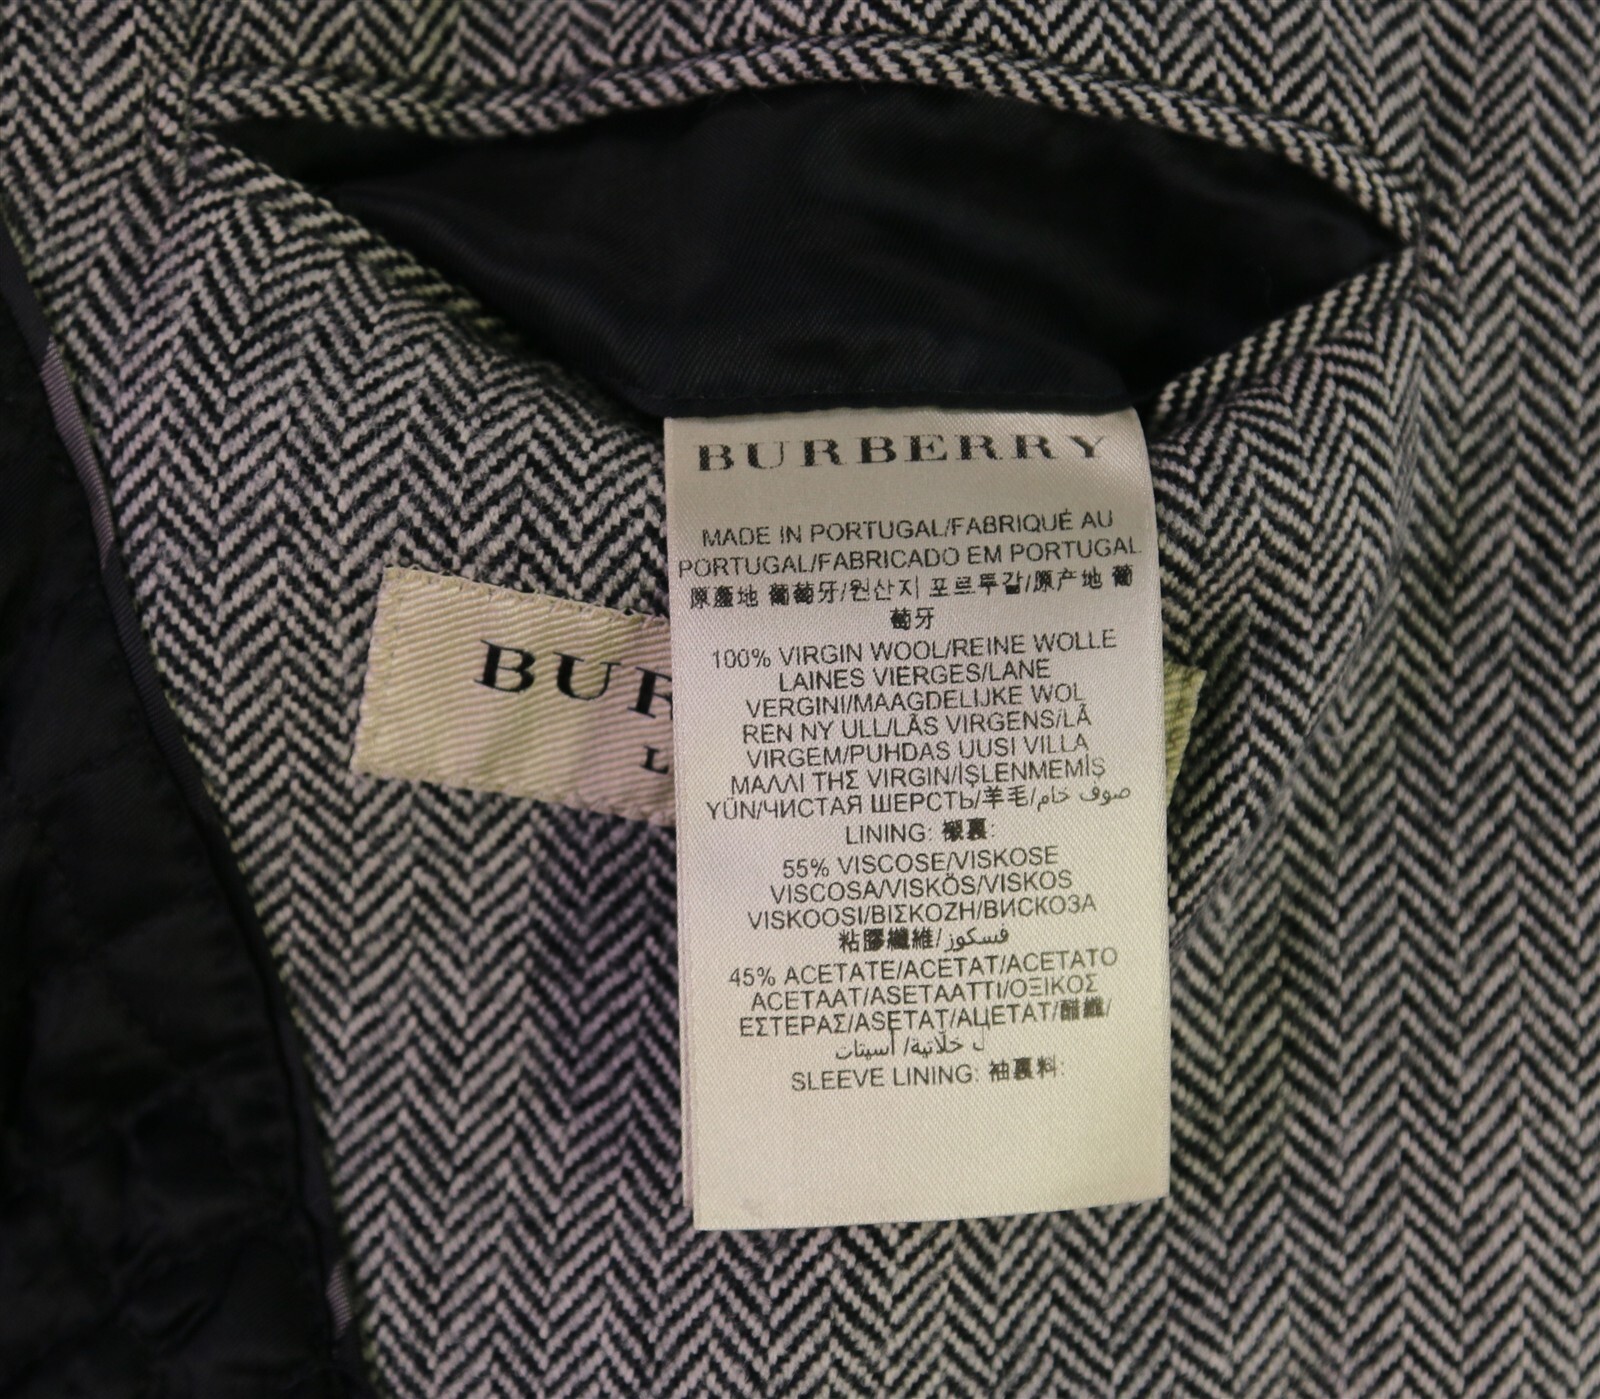 BURBERRY
MADE IN PORTUGAL/FABRIQUÉ AU
PORTUGAL/FABRICADO EM PORTUGAL
原產地 葡萄牙/원산지 포르투갈/原产地 葡
萄牙
100% VIRGIN WOOL/REINE WOLLE
LAINES VIERGES/LANE
VERGINI/MAAGDELIJKE WOL
REN NY ULL/LÃS VIRGENS/LÃ
VIRGEM/PUHDAS UUSI VILLA
ΜΑΛΛΙ ΤΗΣ VIRGIN/İŞLENMEMİŞ
YÜN/ЧИСТАЯ ШЕРСТЬ/羊毛/صوف خام
LINING: 襯裏:
55% VISCOSE/VISKOSE
VISCOSA/VISKÖS/VISKOS
VISKOOSI/ΒΙΣΚΟΖΗ/ВИСКОЗА
粘膠纖維/فسكوز
45% ACETATE/ACETAT/ACETATO
ACETAAT/ASETAATTI/ΟΞΙΚΟΣ
ΕΣΤΕΡΑΣ/ASETAT/АЦЕТАТ/醋纖/
ل خلاتية/ أسيتات
SLEEVE LINING: 袖裏料:
BUR
L